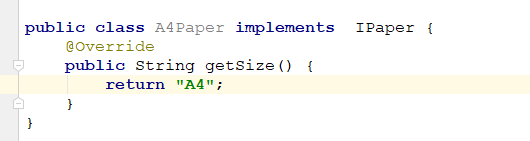 public class A4Paper implements  IPaper {
    @Override
    public String getSize() {
        return "A4";
    }
}